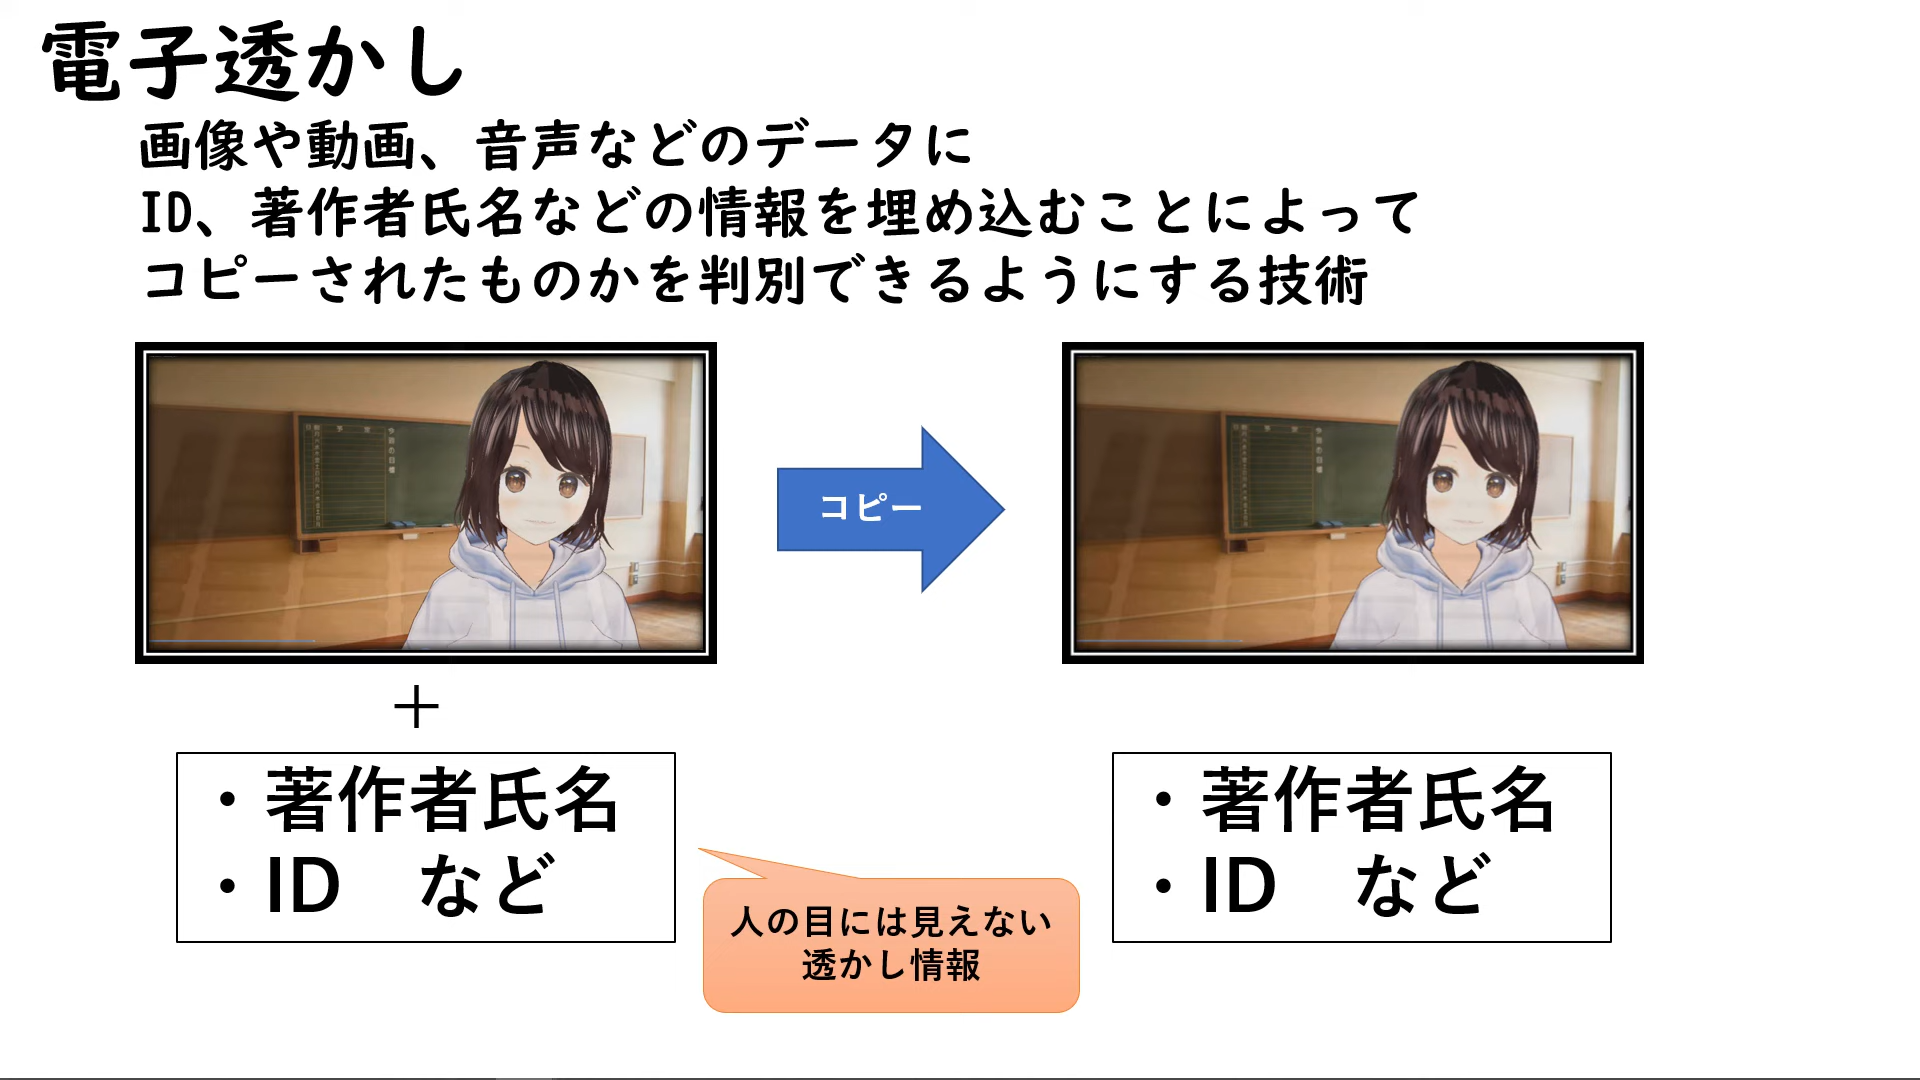 電子透かし
画像や動画、音声などのデータに
ID、著作者氏名などの情報を埋め込むことによって
コピーされたものかを判別できるようにする技術
コピー
＋
・著作者氏名
・ID　など
人の目には見えない
透かし情報
・著作者氏名
・ID　など